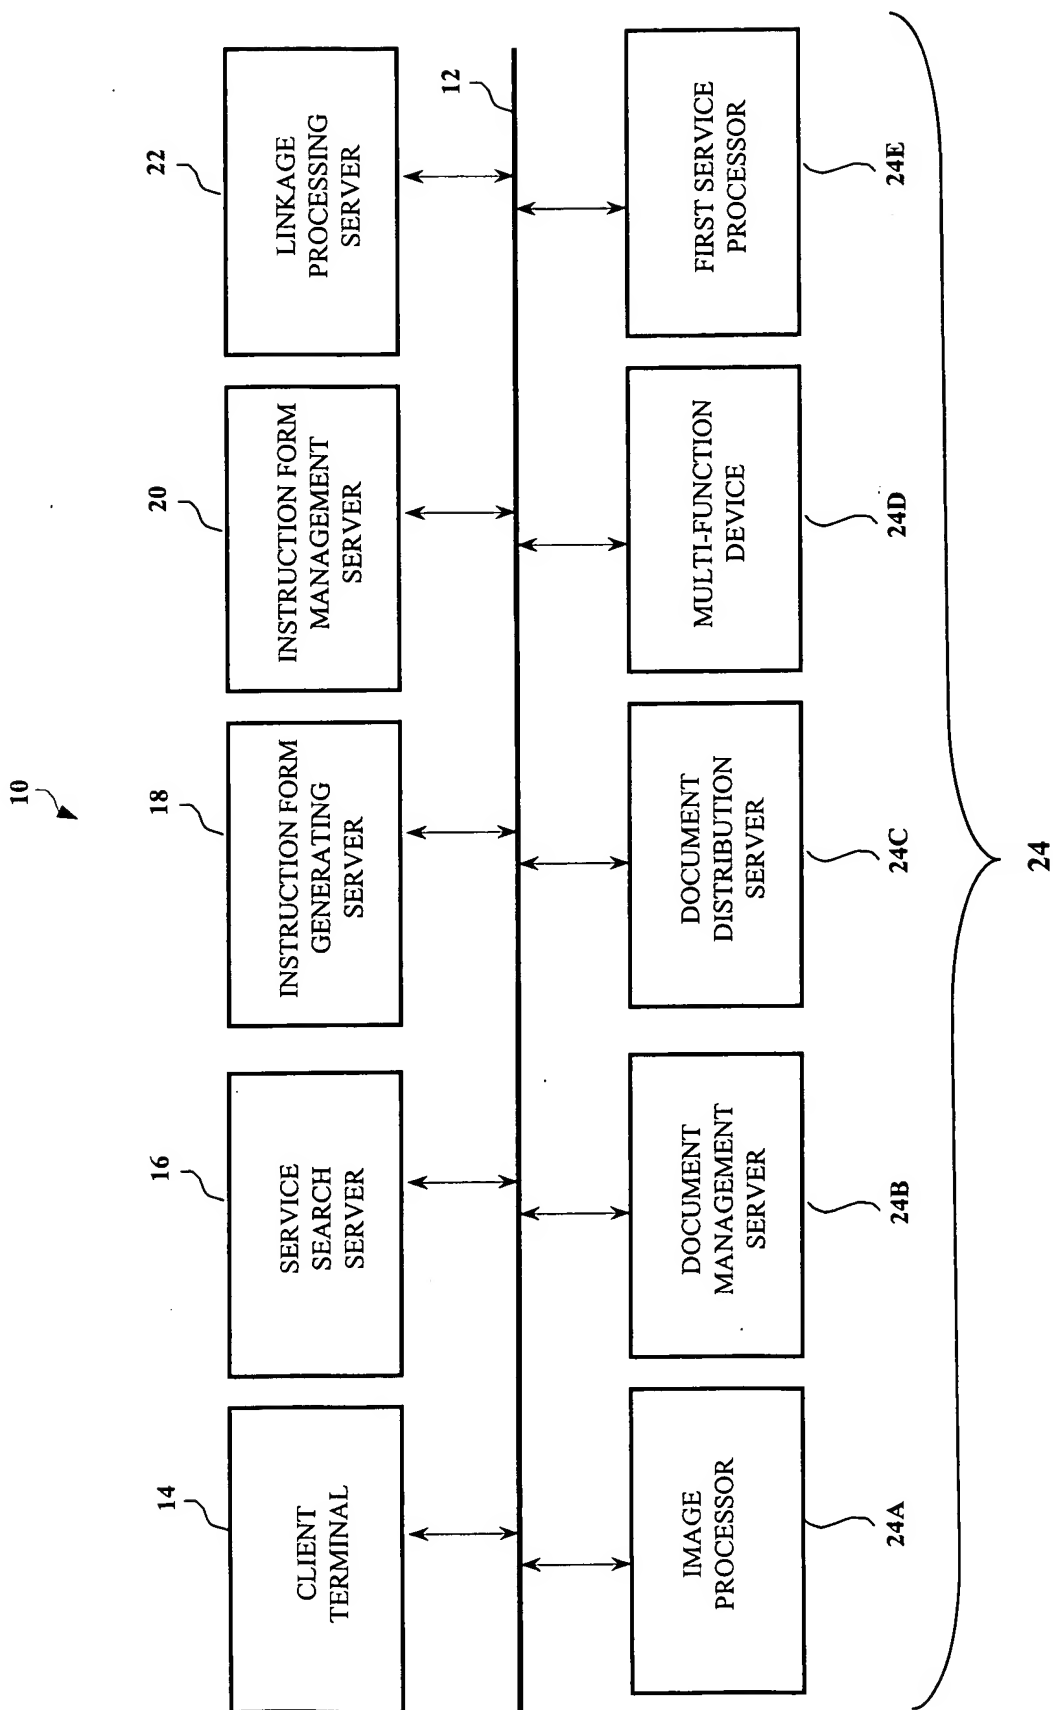 10
14
CLIENT
TERMINAL
16
SERVICE
SEARCH
SERVER
18
INSTRUCTION FORM
GENERATING
SERVER
20
INSTRUCTION FORM
MANAGEMENT
SERVER
22
LINKAGE
PROCESSING
SERVER
12
IMAGE
PROCESSOR
24A
DOCUMENT
MANAGEMENT
SERVER
24B
DOCUMENT
DISTRIBUTION
SERVER
24C
MULTI-FUNCTION
DEVICE
24D
FIRST SERVICE
PROCESSOR
24E
24